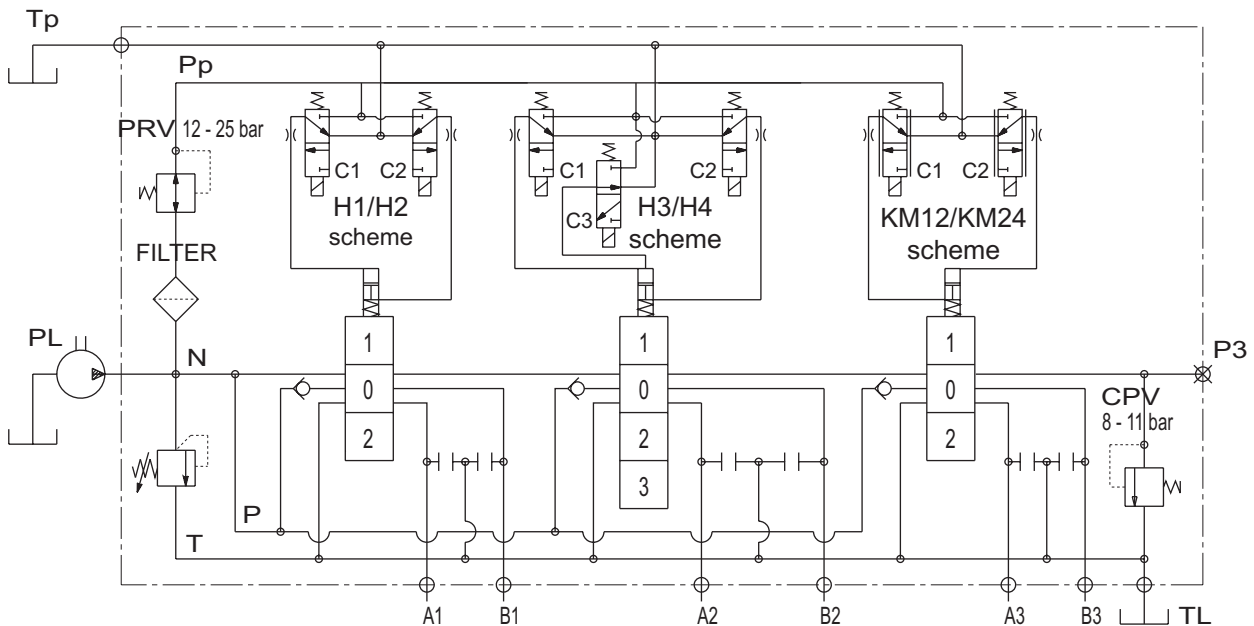 Tp
Pp
PRV 12 - 25 bar
C1 C2
C1 C2
C1 C2
C3
H1/H2
scheme
H3/H4
scheme
KM12/KM24
scheme
FILTER
PL
N
P3
1
0
2
1
0
2
3
1
0
2
CPV
8 - 11 bar
P
T
A1
B1
A2
B2
A3
B3
TL